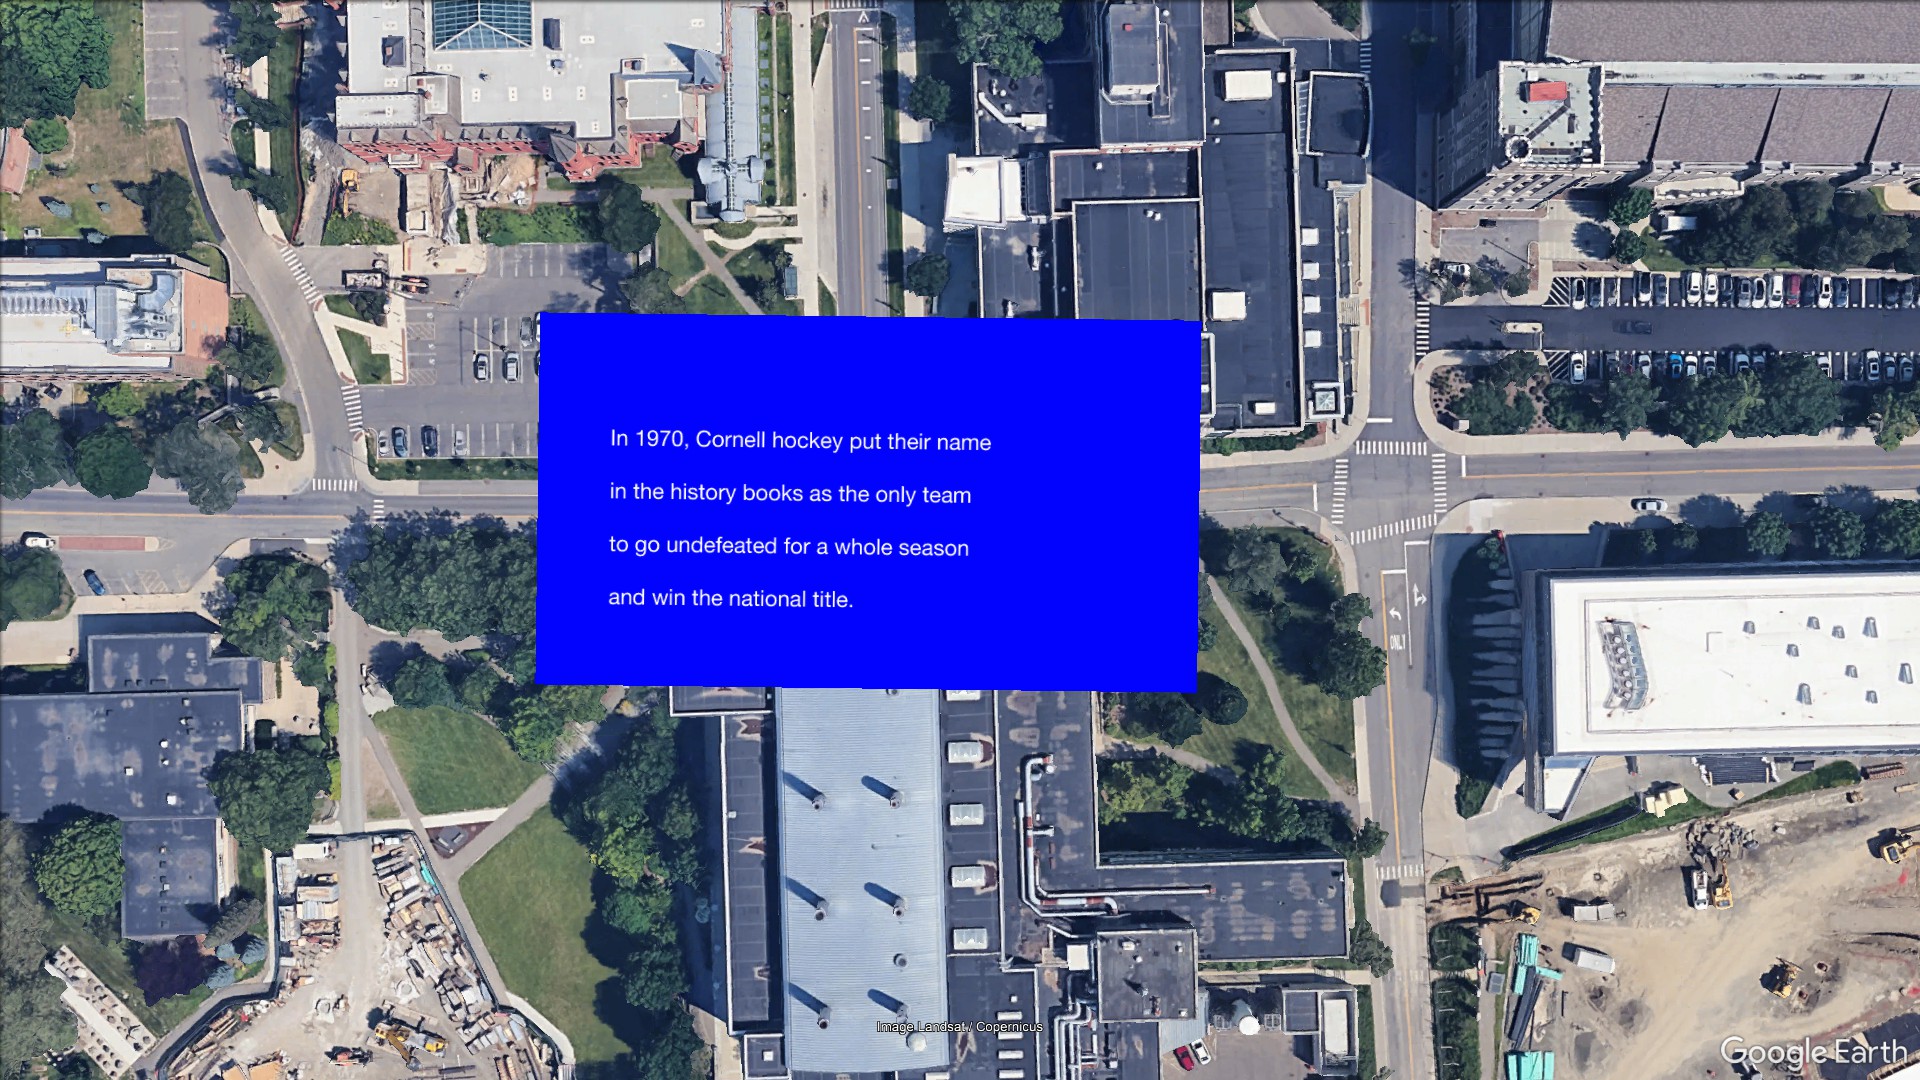 In 1970, Cornell hockey put their name
in the history books as the only team
to go undefeated for a whole season
and win the national title.
ONLY
Image Landsat / Copernicus
Google Earth